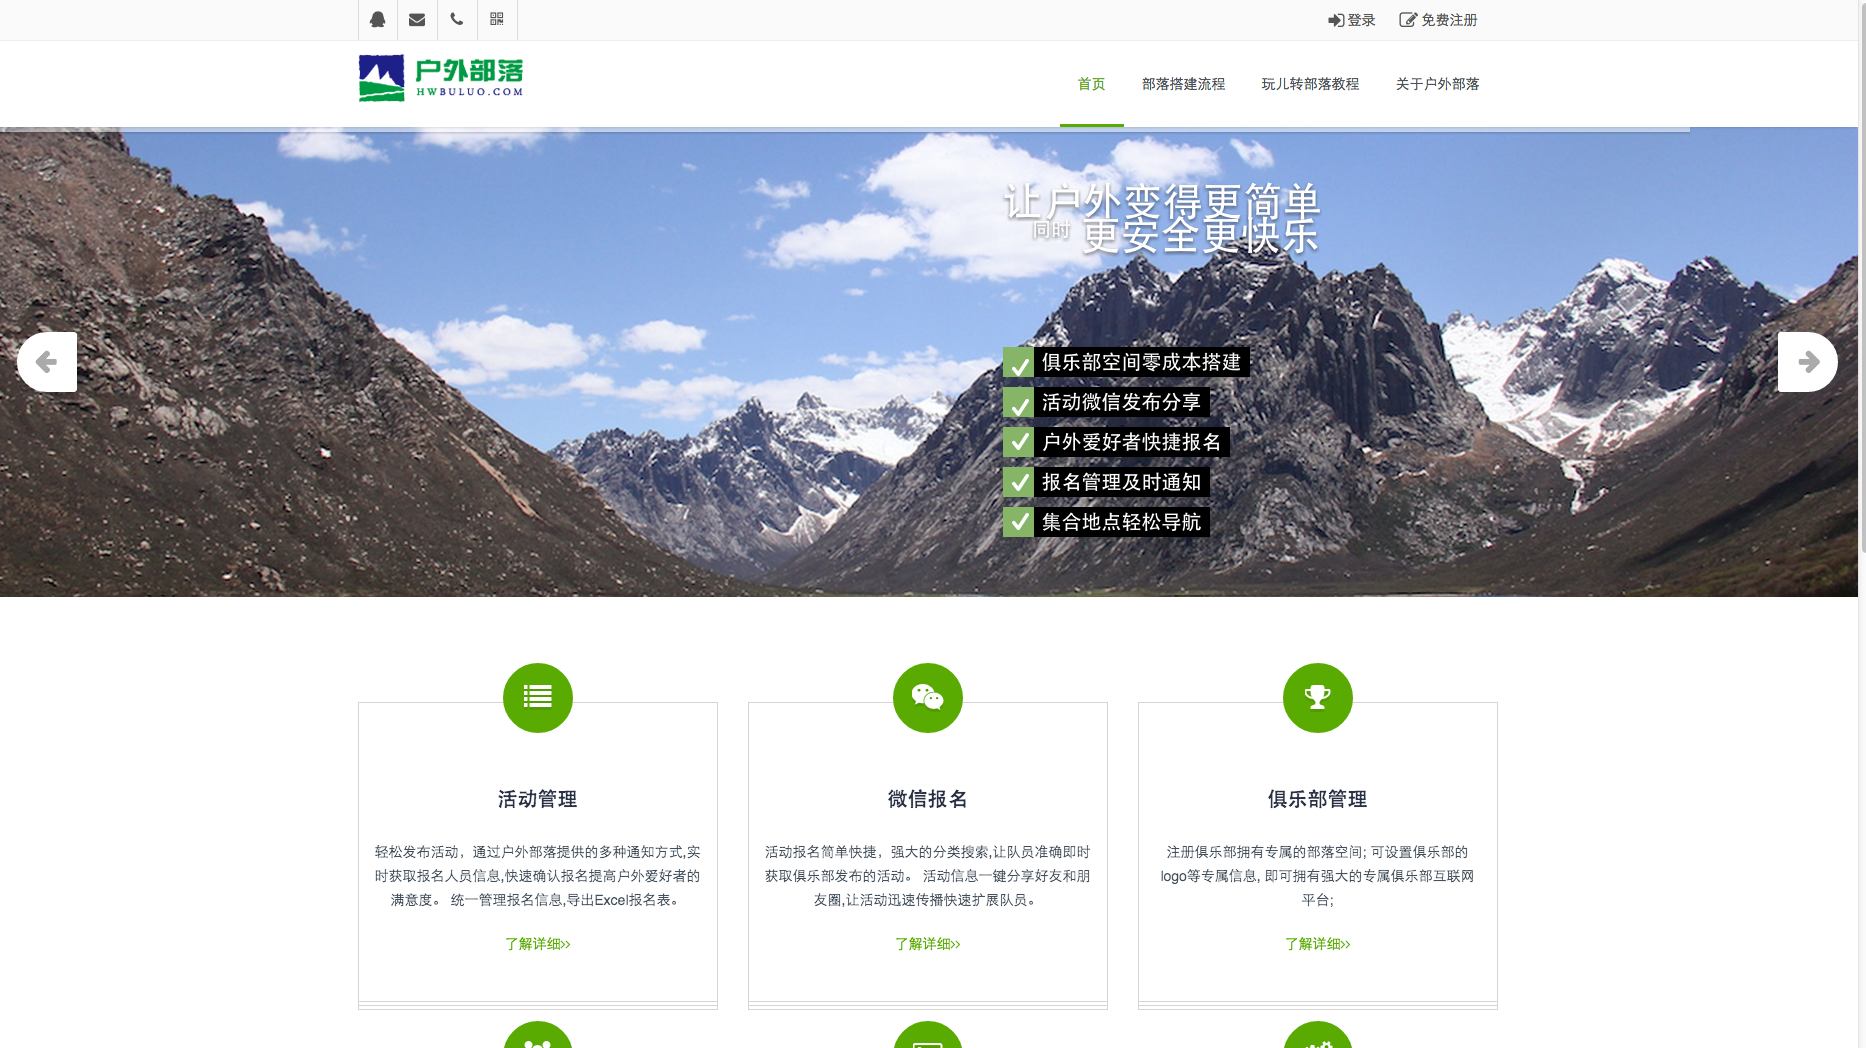 登录
免费注册
户外部落
HWBULUO.COM
首页
部落搭建流程
玩儿转部落教程
关于户外部落
让户外变得更简单
同时 更安全更快乐
俱乐部空间零成本搭建
活动微信发布分享
户外爱好者快捷报名
报名管理及时通知
集合地点轻松导航
活动管理
轻松发布活动，通过户外部落提供的多种通知方式,实
时获取报名人员信息,快速确认报名提高户外爱好者的
满意度。 统一管理报名信息,导出Excel报名表。
了解详细>>
微信报名
活动报名简单快捷，强大的分类搜索,让队员准确即时
获取俱乐部发布的活动。 活动信息一键分享好友和朋
友圈,让活动迅速传播快速扩展队员。
了解详细>>
俱乐部管理
注册俱乐部拥有专属的部落空间; 可设置俱乐部的
logo等专属信息, 即可拥有强大的专属俱乐部互联网
平台;
了解详细>>